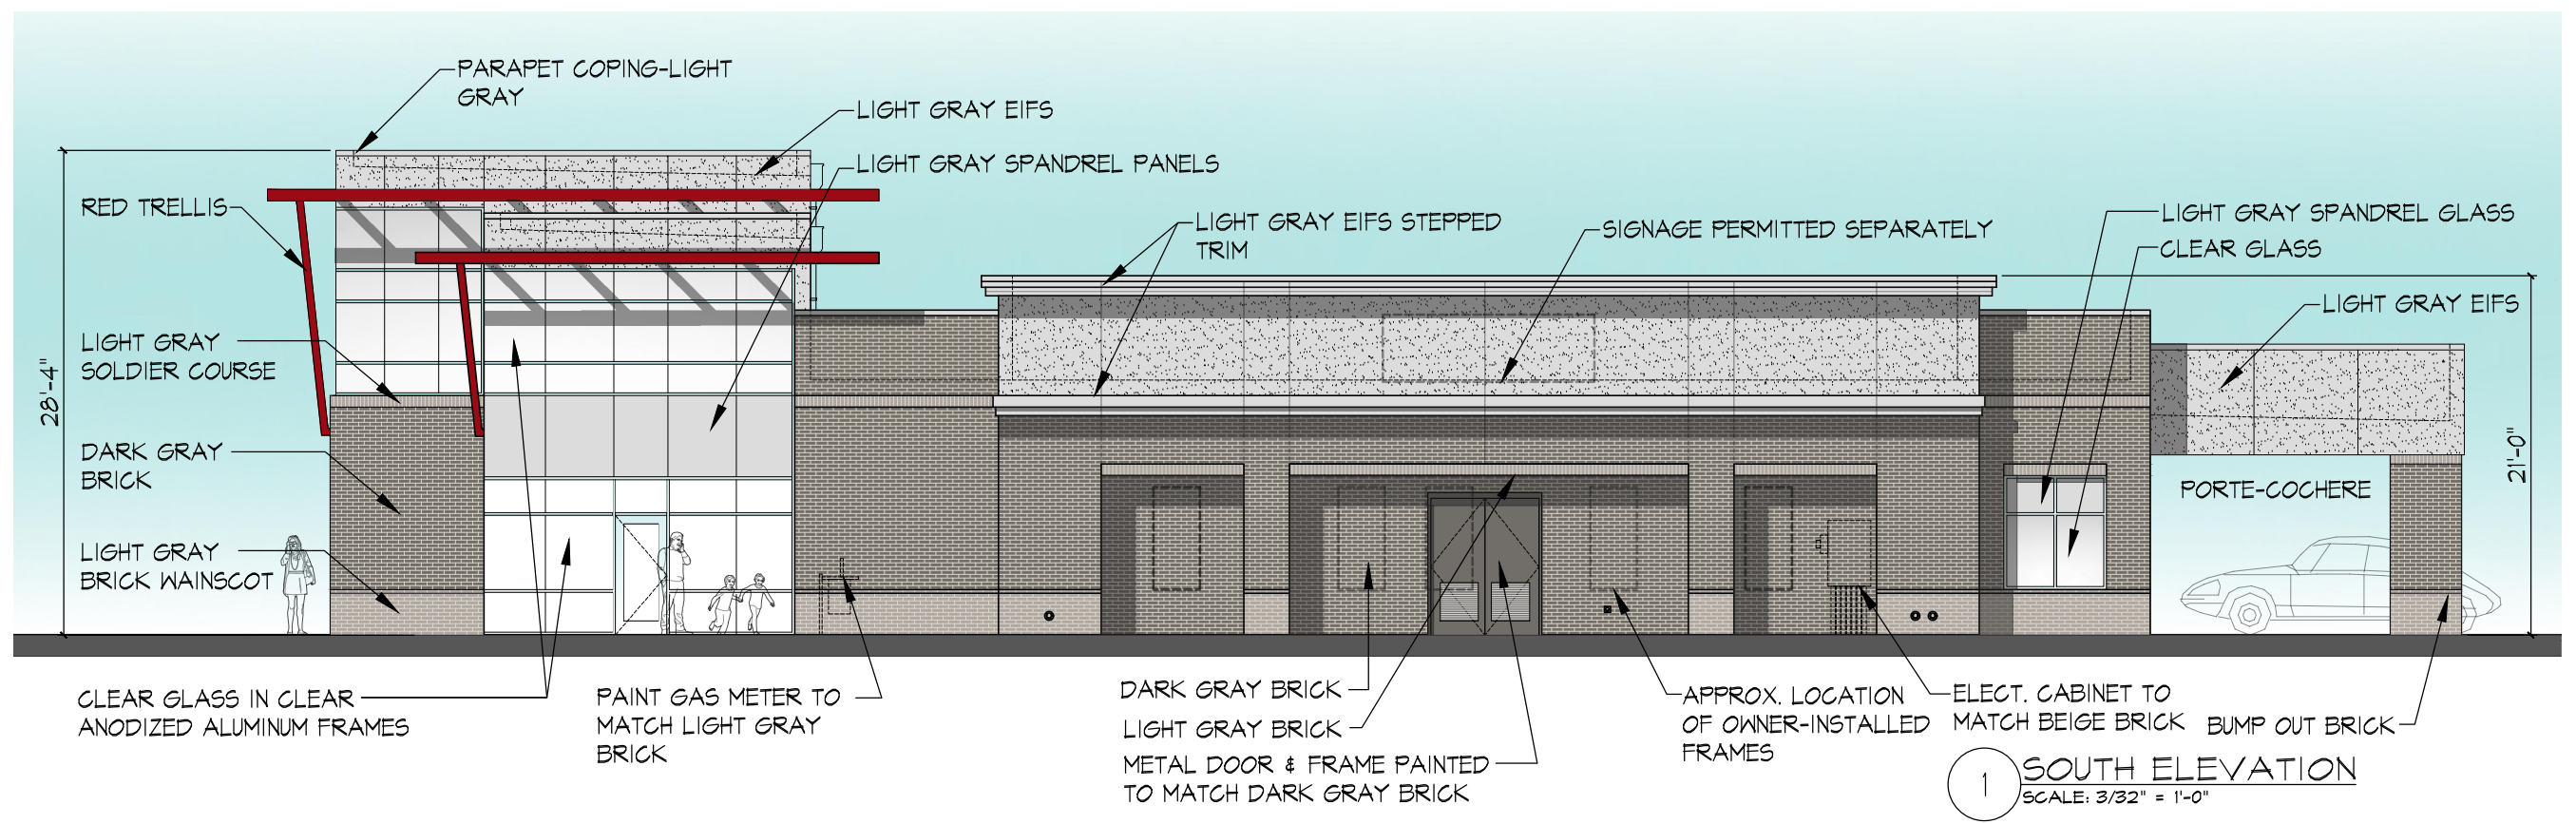 PARAPET COPING-LIGHT
GRAY
LIGHT GRAY EIFS
LIGHT GRAY SPANDREL PANELS
RED TRELLIS
LIGHT GRAY EIFS STEPPED
TRIM
SIGNAGE PERMITTED SEPARATELY
LIGHT GRAY SPANDREL GLASS
CLEAR GLASS
LIGHT GRAY EIFS
LIGHT GRAY
SOLDIER COURSE
28'-4"
DARK GRAY
BRICK
21'-0"
PORTE-COCHERE
LIGHT GRAY
BRICK WAINSCOT
CLEAR GLASS IN CLEAR
ANODIZED ALUMINUM FRAMES
PAINT GAS METER TO
MATCH LIGHT GRAY
BRICK
DARK GRAY BRICK
LIGHT GRAY BRICK
METAL DOOR & FRAME PAINTED
TO MATCH DARK GRAY BRICK
APPROX. LOCATION
OF OWNER-INSTALLED
FRAMES
ELECT. CABINET TO
MATCH BEIGE BRICK
BUMP OUT BRICK
1
SOUTH ELEVATION
SCALE: 3/32" = 1'-0"